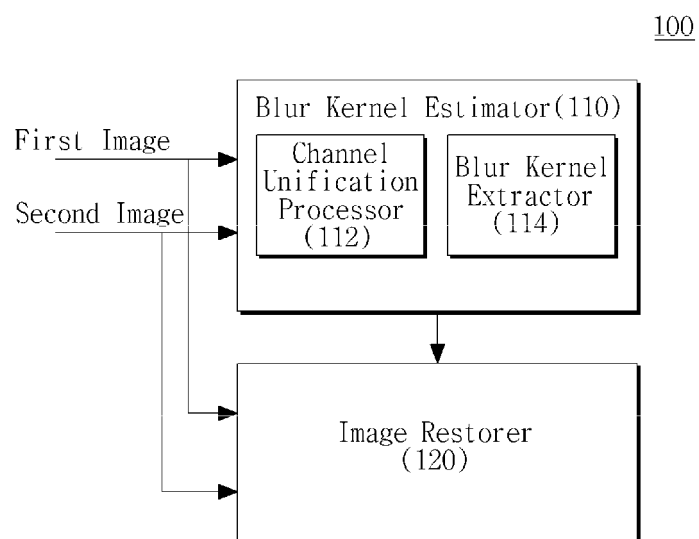 100
Blur Kernel Estimator(110)
First Image
Channel
Unification
Processor
(112)
Blur Kernel
Extractor
(114)
Second Image
Image Restorer
(120)